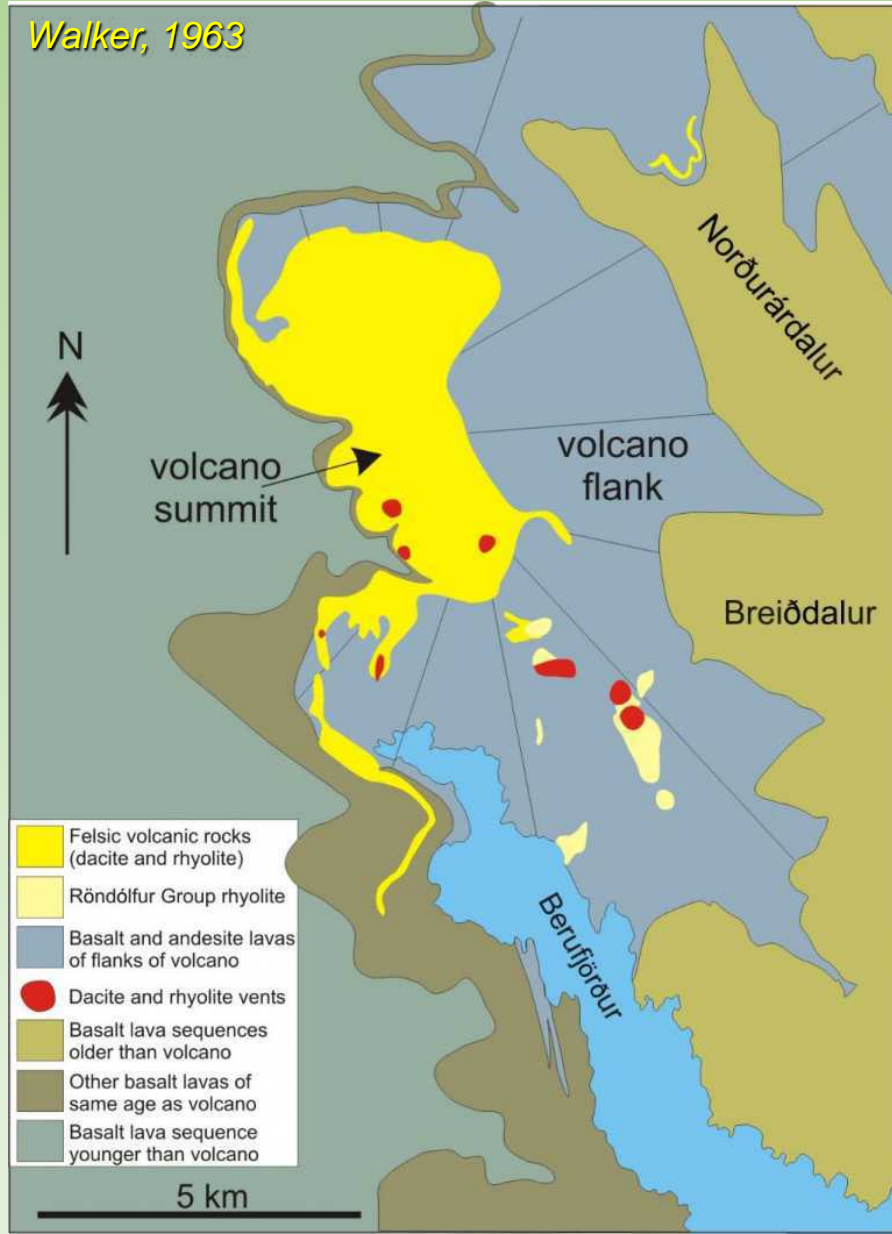 Walker, 1963
Norðurárdalur
N
volcano
summit
volcano
flank
Breiðdalur
Berufjörður
Felsic volcanic rocks
(dacite and rhyolite)
Röndólfur Group rhyolite
Basalt and andesite lavas
of flanks of volcano
Dacite and rhyolite vents
Basalt lava sequences
older than volcano
Other basalt lavas of
same age as volcano
Basalt lava sequence
younger than volcano
5 km